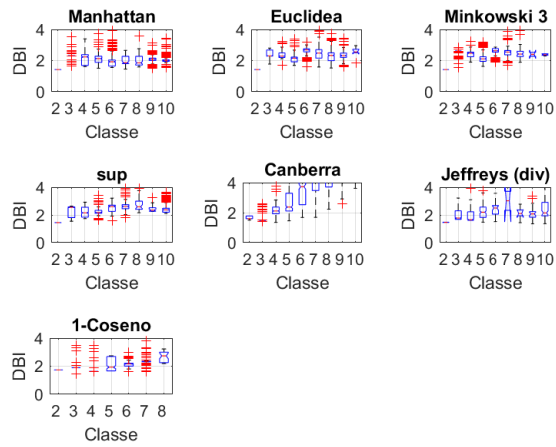 Manhattan
4
2
0
DBI
2 3 4 5 6 7 8 9 10
Classe
Euclidea
4
2
0
DBI
2 3 4 5 6 7 8 9 10
Classe
Minkowski 3
4
2
0
DBI
2 3 4 5 6 7 8 9 10
Classe
sup
4
2
0
DBI
2 3 4 5 6 7 8 9 10
Classe
Canberra
4
2
0
DBI
2 3 4 5 6 7 8 9 10
Classe
Jeffreys (div)
4
2
0
DBI
2 3 4 5 6 7 8 9 10
Classe
1-Coseno
4
2
0
DBI
2 3 4 5 6 7 8
Classe